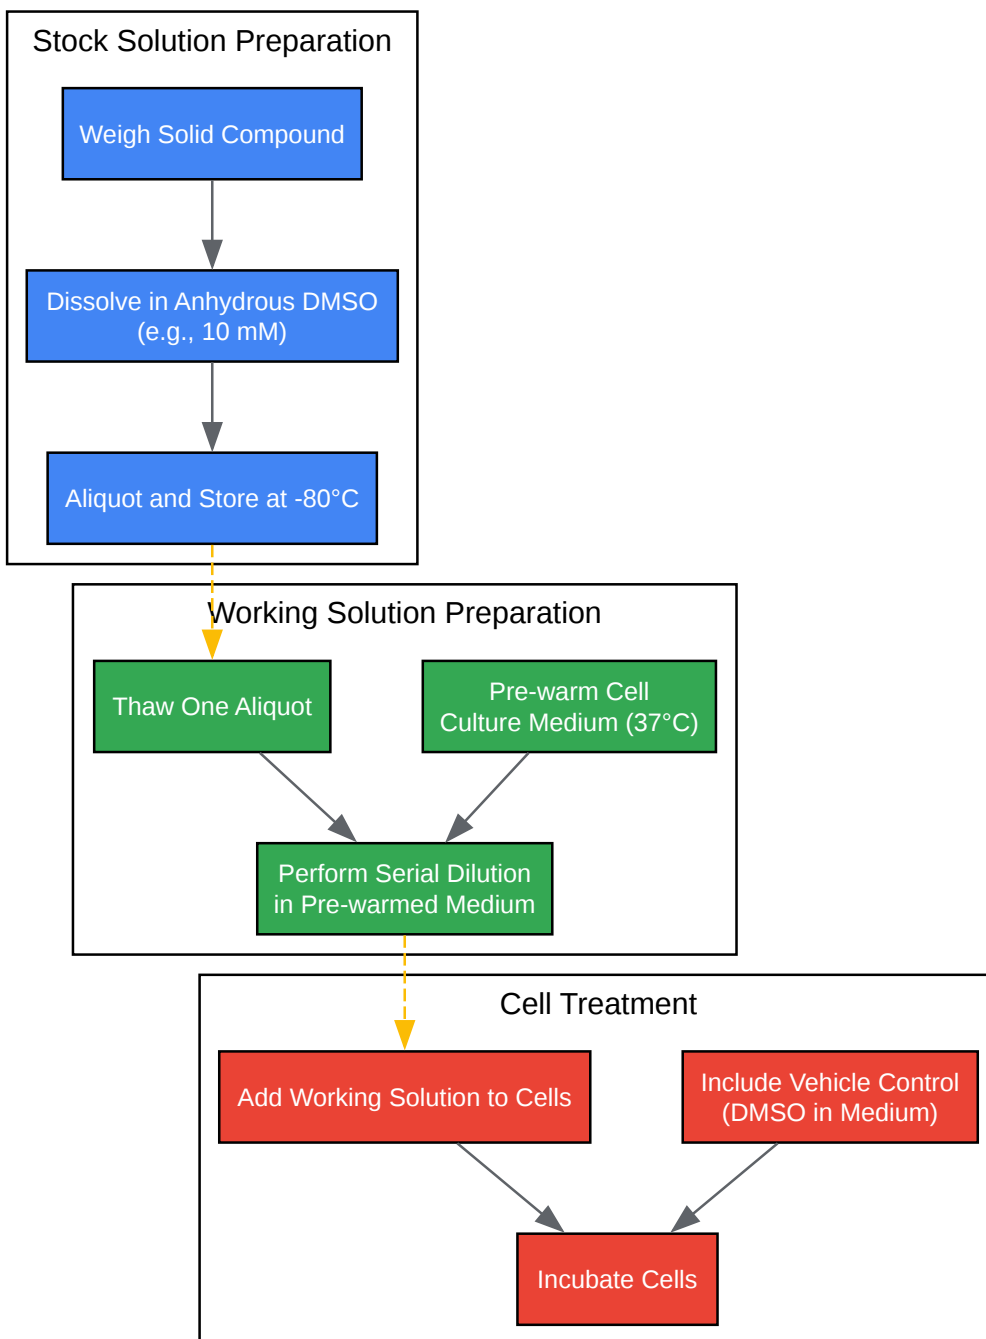 Stock Solution Preparation
Weigh Solid Compound
Dissolve in Anhydrous DMSO
(e.g., 10 mM)
Aliquot and Store at -80°C
Working Solution Preparation
Thaw One Aliquot
Pre-warm Cell
Culture Medium (37°C)
Perform Serial Dilution
in Pre-warmed Medium
Cell Treatment
Add Working Solution to Cells
Include Vehicle Control
(DMSO in Medium)
Incubate Cells